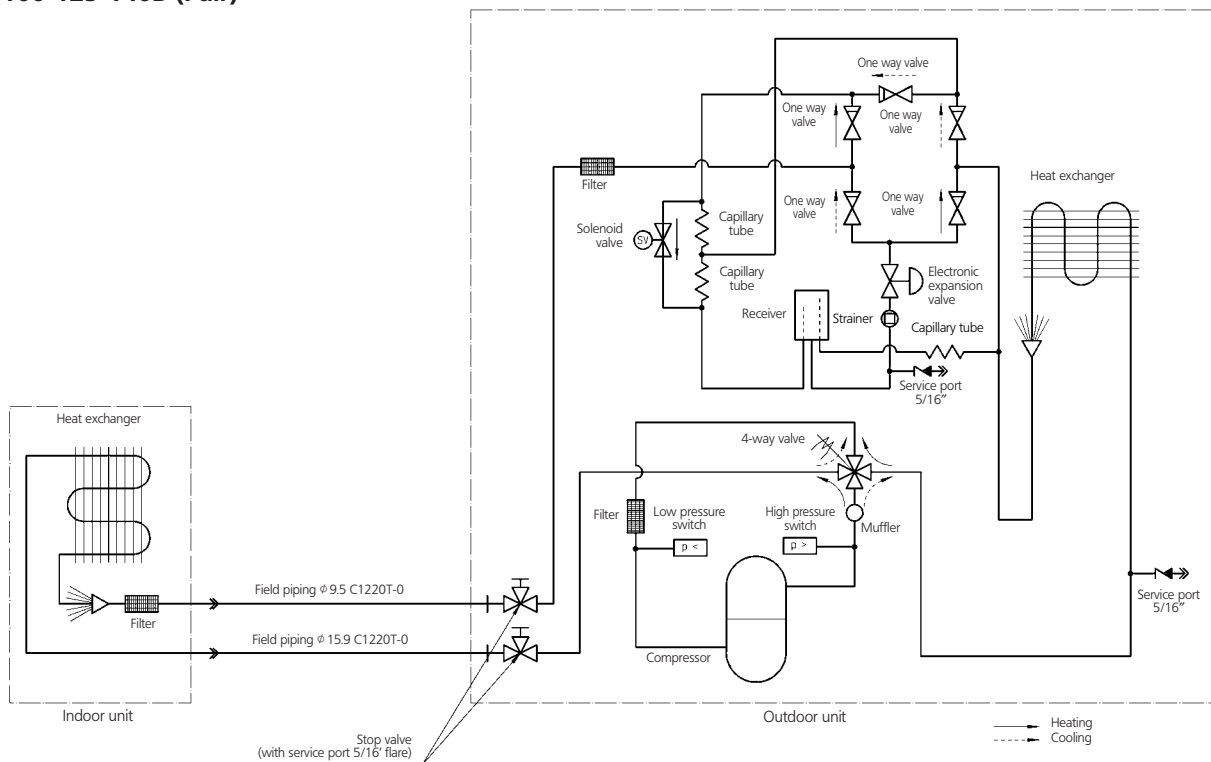 One way valve
One way
valve
One way
valve
Filter
Heat exchanger
One way
valve
One way
valve
Solenoid
valve
SV
Capillary
tube
Capillary
tube
Electronic
expansion
valve
Receiver
Strainer
Capillary tube
Service port
5/16"
Heat exchanger
4-way valve
Filter
Low pressure
switch
p <
High pressure
switch
p >
Muffler
Field piping φ 9.5 C1220T-0
Filter
Service port
5/16"
Field piping φ 15.9 C1220T-0
Compressor
Indoor unit
Outdoor unit
Stop valve
(with service port 5/16' flare)
Heating
Cooling